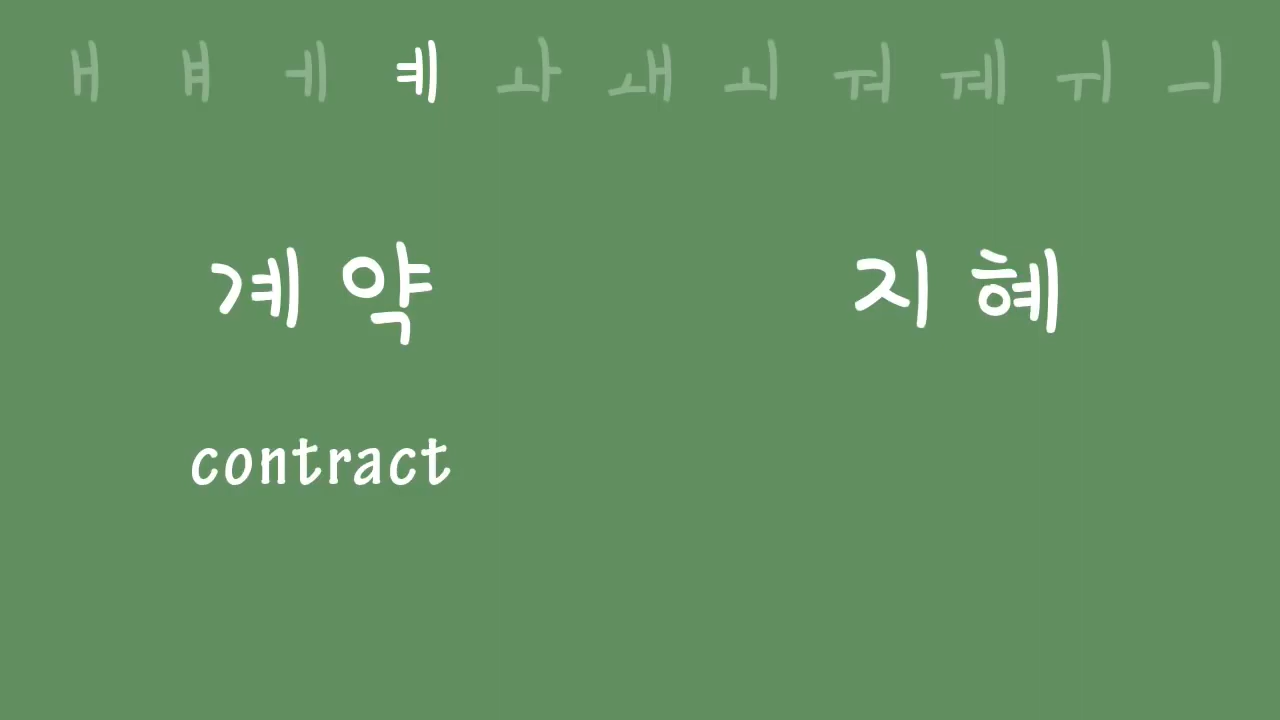 ㅐ ㅒ ㅔ ㅖ ㅘ ㅙ ㅚ ㅝ ㅞ ㅟ ㅢ
계약 지혜
contract